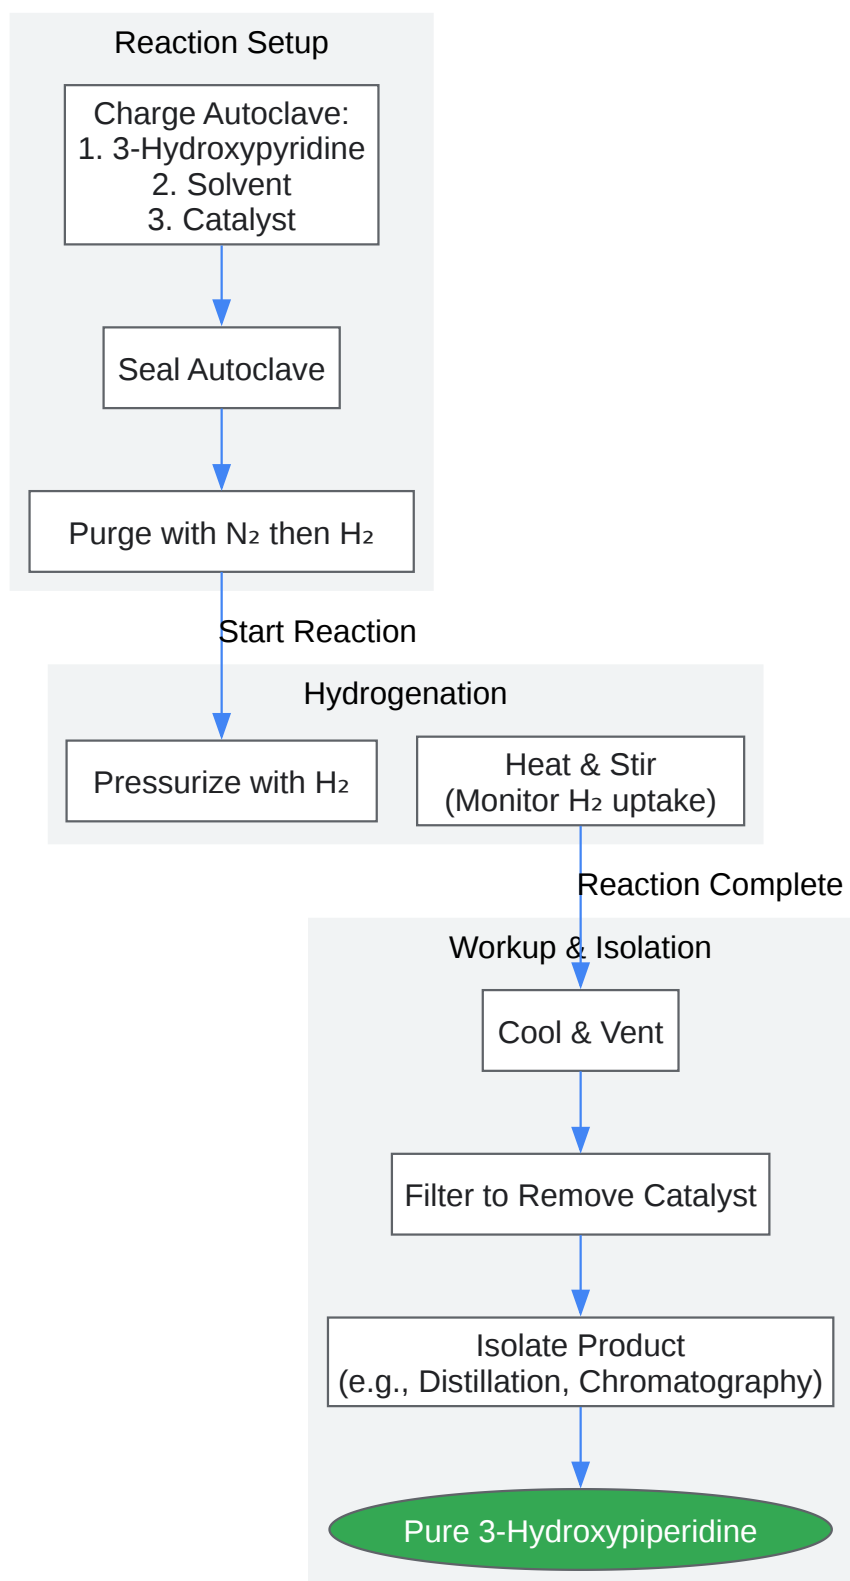 Reaction Setup
Charge Autoclave:
1. 3-Hydroxypyridine
2. Solvent
3. Catalyst
Seal Autoclave
Purge with N₂ then H₂
Start Reaction
Hydrogenation
Pressurize with H₂
Heat & Stir
(Monitor H₂ uptake)
Reaction Complete
Workup & Isolation
Cool & Vent
Filter to Remove Catalyst
Isolate Product
(e.g., Distillation, Chromatography)
Pure 3-Hydroxypiperidine